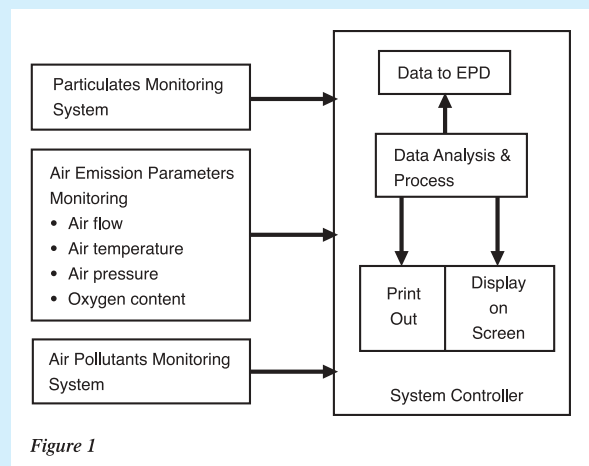 Particulates Monitoring
System
Air Emission Parameters
Monitoring
• Air flow
• Air temperature
• Air pressure
• Oxygen content
Air Pollutants Monitoring
System
Data to EPD
Data Analysis &
Process
Print
Out
Display
on
Screen
System Controller
Figure 1